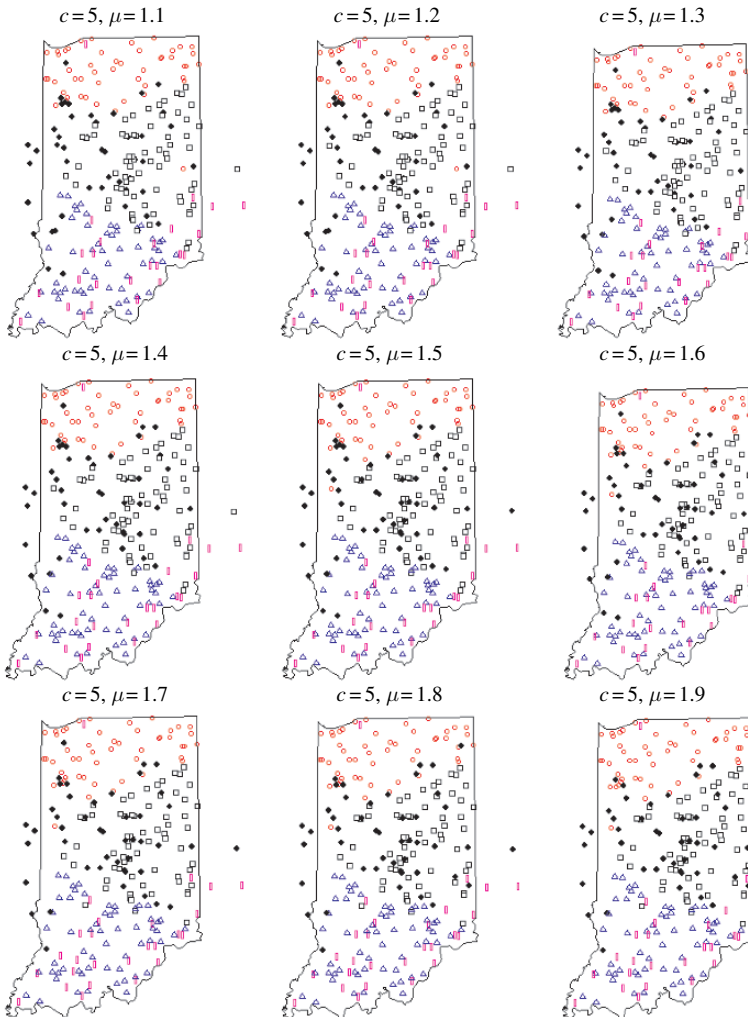 c=5, μ=1.1
c=5, μ=1.2
c=5, μ=1.3
c=5, μ=1.4
c=5, μ=1.5
c=5, μ=1.6
c=5, μ=1.7
c=5, μ=1.8
c=5, μ=1.9